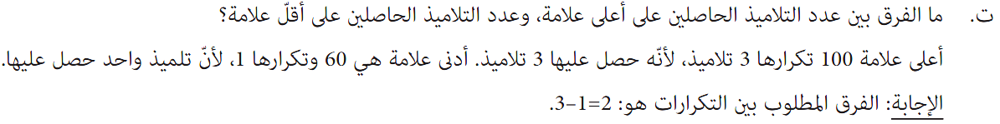 ت. ما الفرق بين عدد التلاميذ الحاصلين على أعلى علامة، وعدد التلاميذ الحاصلين على أقلّ علامة؟
أعلى علامة 100 تكرارها 3 تلاميذ، لأنّه حصل عليها 3 تلاميذ. أدنى علامة هي 60 وتكرارها 1، لأنّ تلميذ واحد حصل عليها.
الإجابة: الفرق المطلوب بين التكرارات هو: 2=1–3.